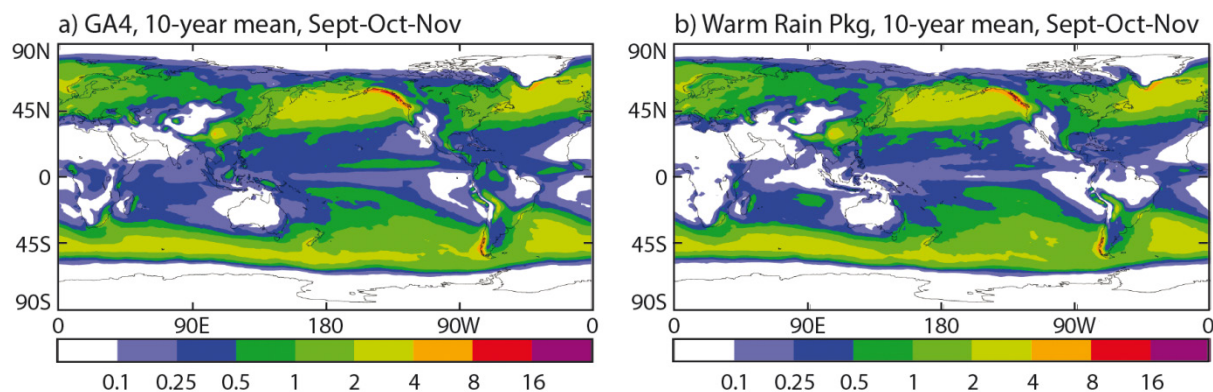 a) GA4, 10-year mean, Sept-Oct-Nov
90N
45N
0
45S
90S
0 90E 180 90W 0
0.1 0.25 0.5 1 2 4 8 16
b) Warm Rain Pkg, 10-year mean, Sept-Oct-Nov
90N
45N
0
45S
90S
0 90E 180 90W 0
0.1 0.25 0.5 1 2 4 8 16